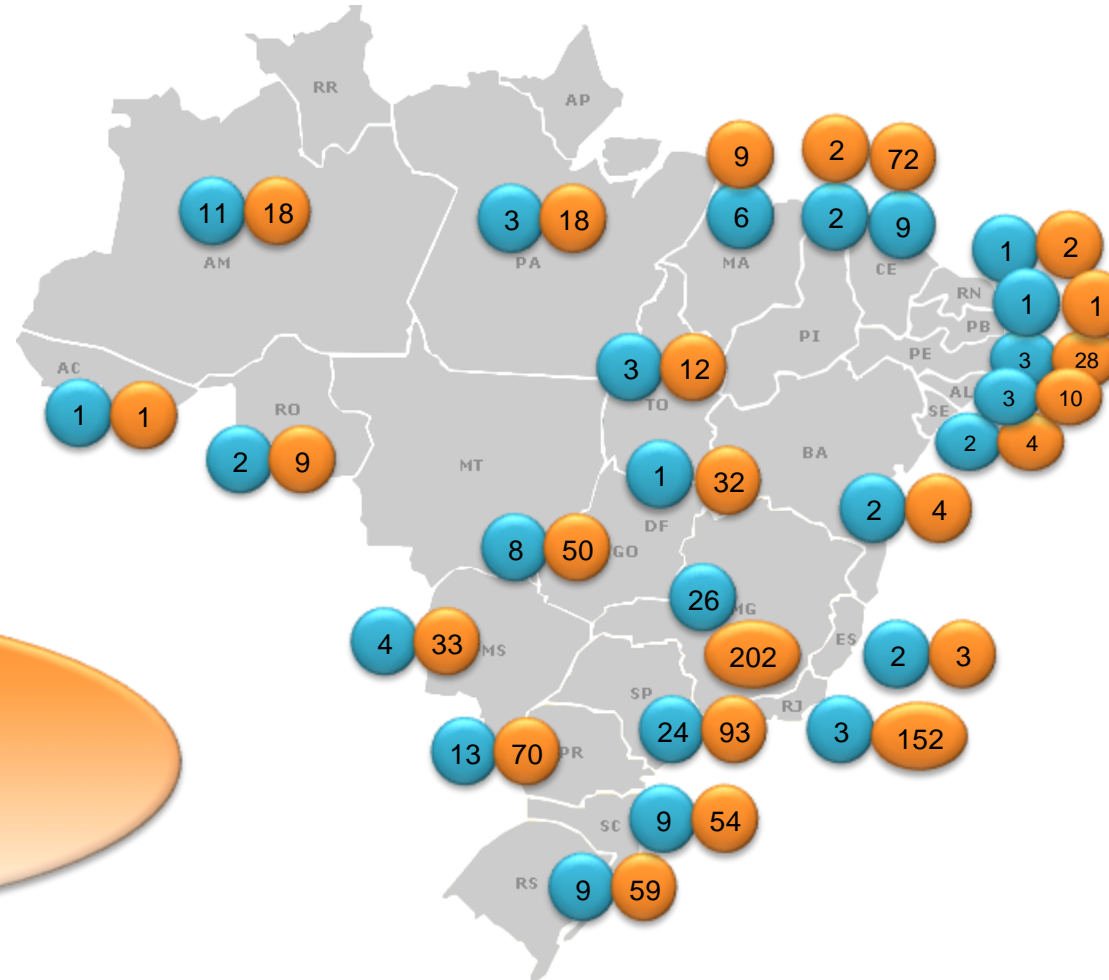 RR
AP
9
2
72
11
18
3
18
6
2
9
1
2
AM
PA
MA
CE
RN
1
1
PB
PI
PE
3
28
AC
3
12
AL
3
10
TO
SE
1
1
RO
2
4
2
9
MT
BA
1
32
2
4
DF
8
50
GO
26
MG
ES
4
33
MS
202
2
3
SP
RJ
24
93
3
152
13
70
PR
SC
9
54
RS
9
59